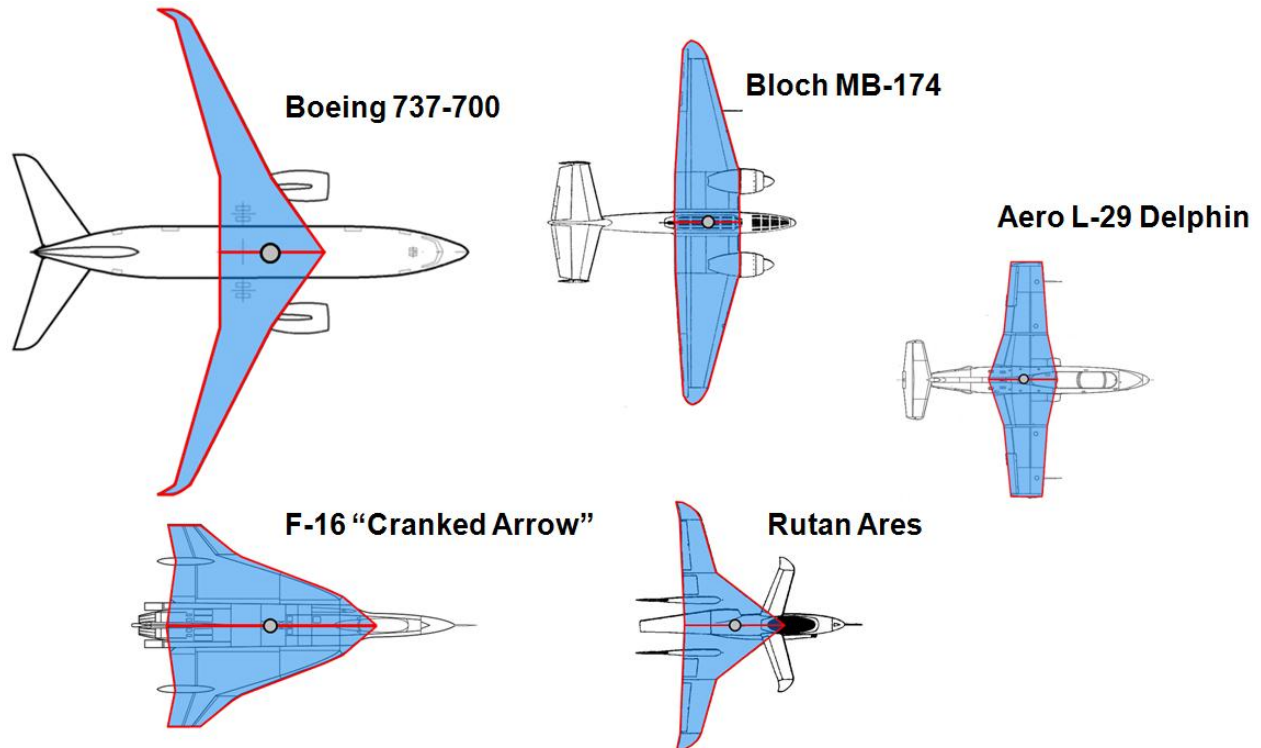 Boeing 737-700
Bloch MB-174
Aero L-29 Delphin
F-16 “Cranked Arrow”
Rutan Ares